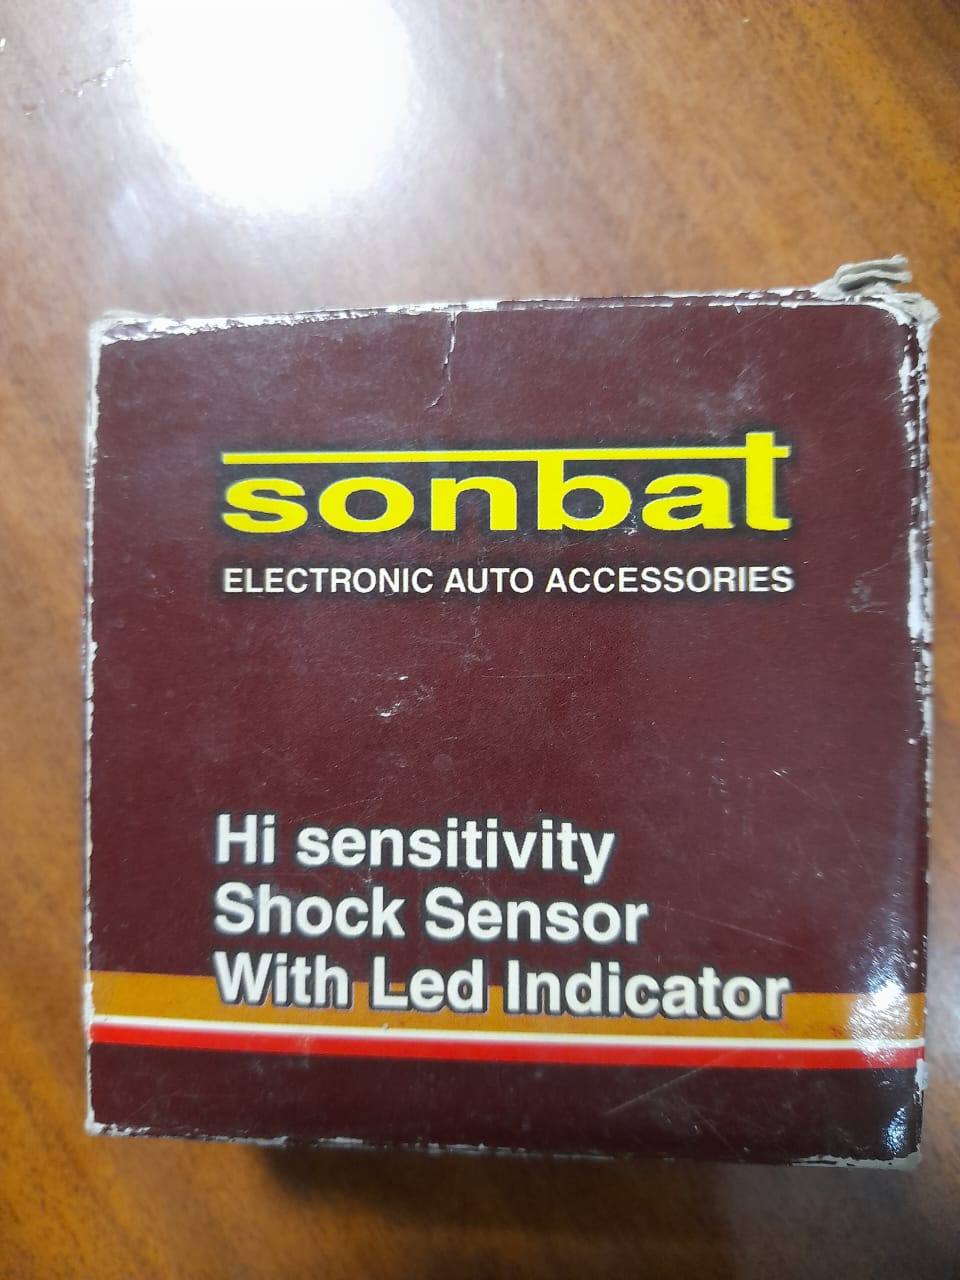 sonbat
ELECTRONIC AUTO ACCESSORIES
Hi sensitivity
Shock Sensor
With Led Indicator